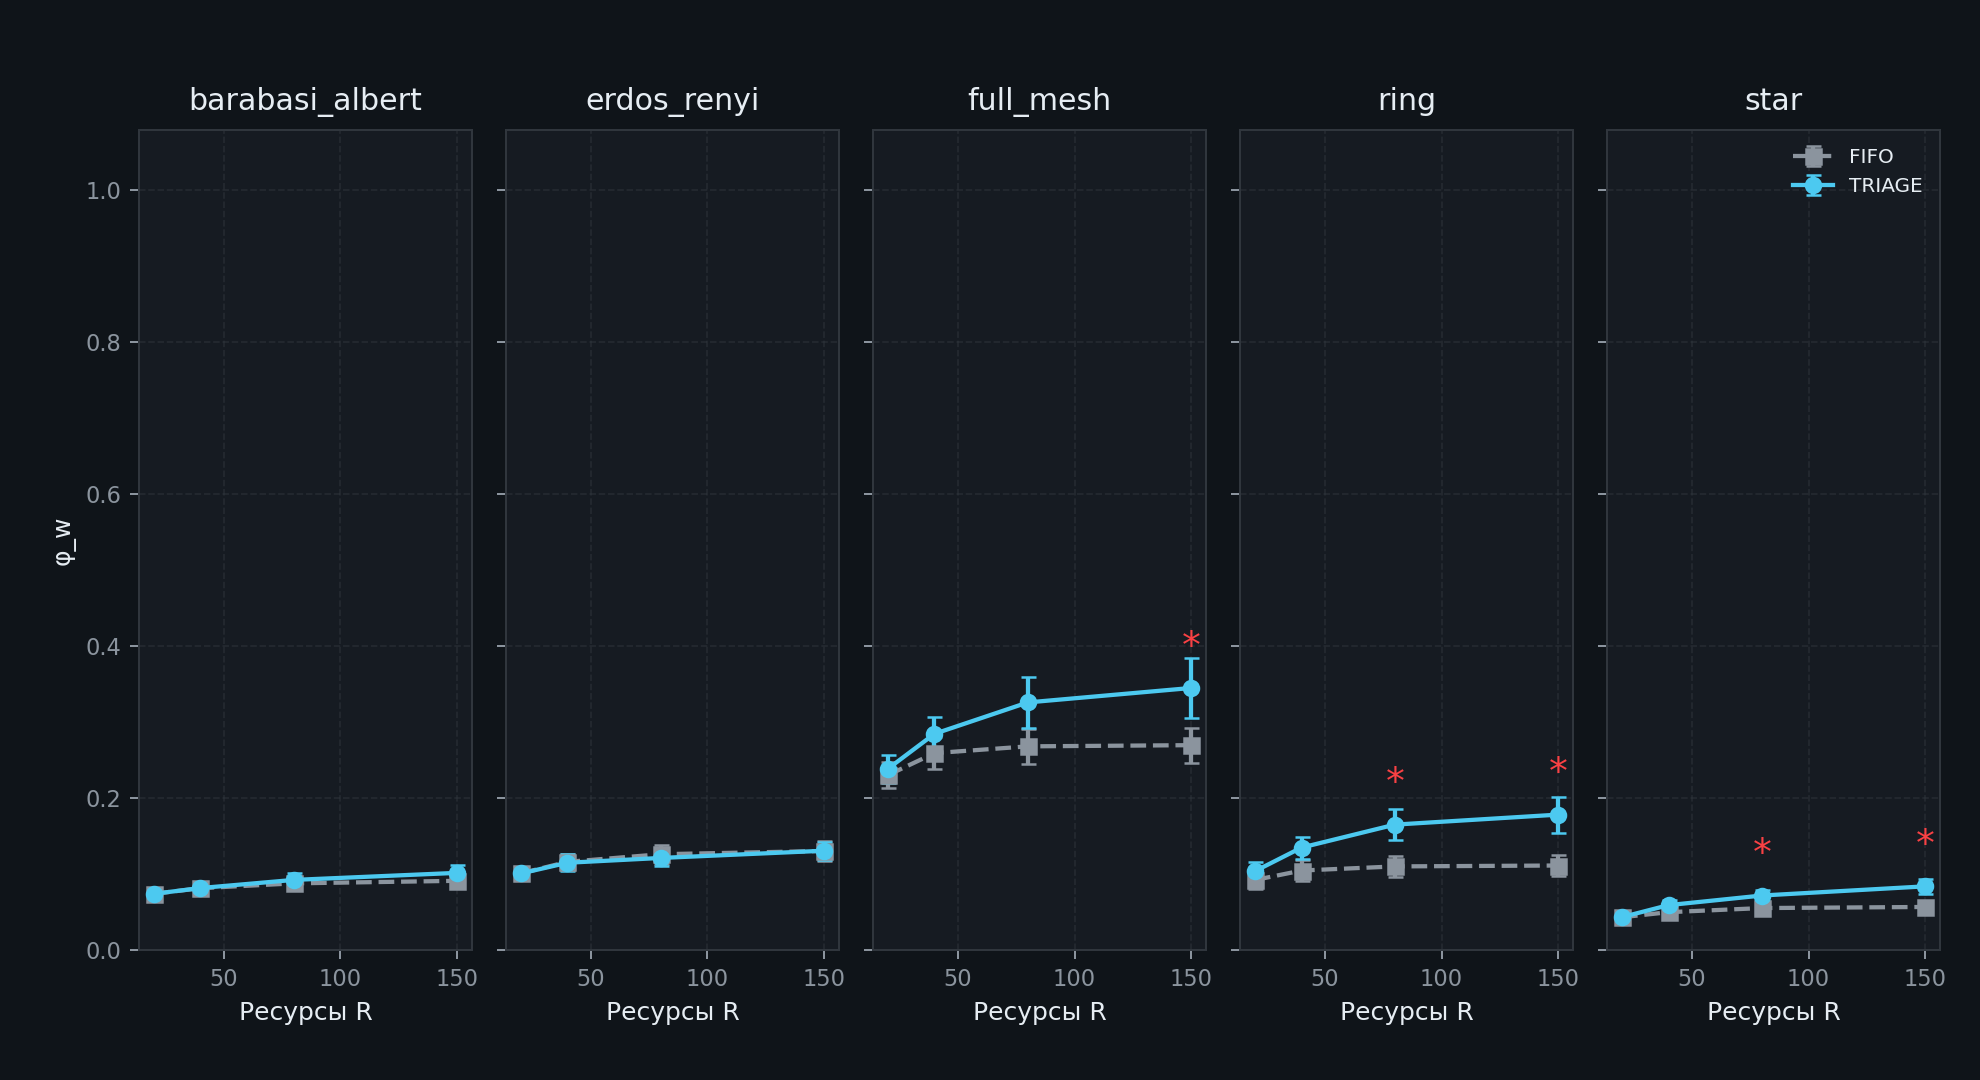 barabasi_albert
erdos_renyi
full_mesh
ring
star
FIFO
TRIAGE
φ_w
1.0
0.8
0.6
0.4
0.2
0.0
50 100 150
50 100 150
50 100 150
50 100 150
50 100 150
Ресурсы R
Ресурсы R
Ресурсы R
Ресурсы R
Ресурсы R
*
*
*
*
*